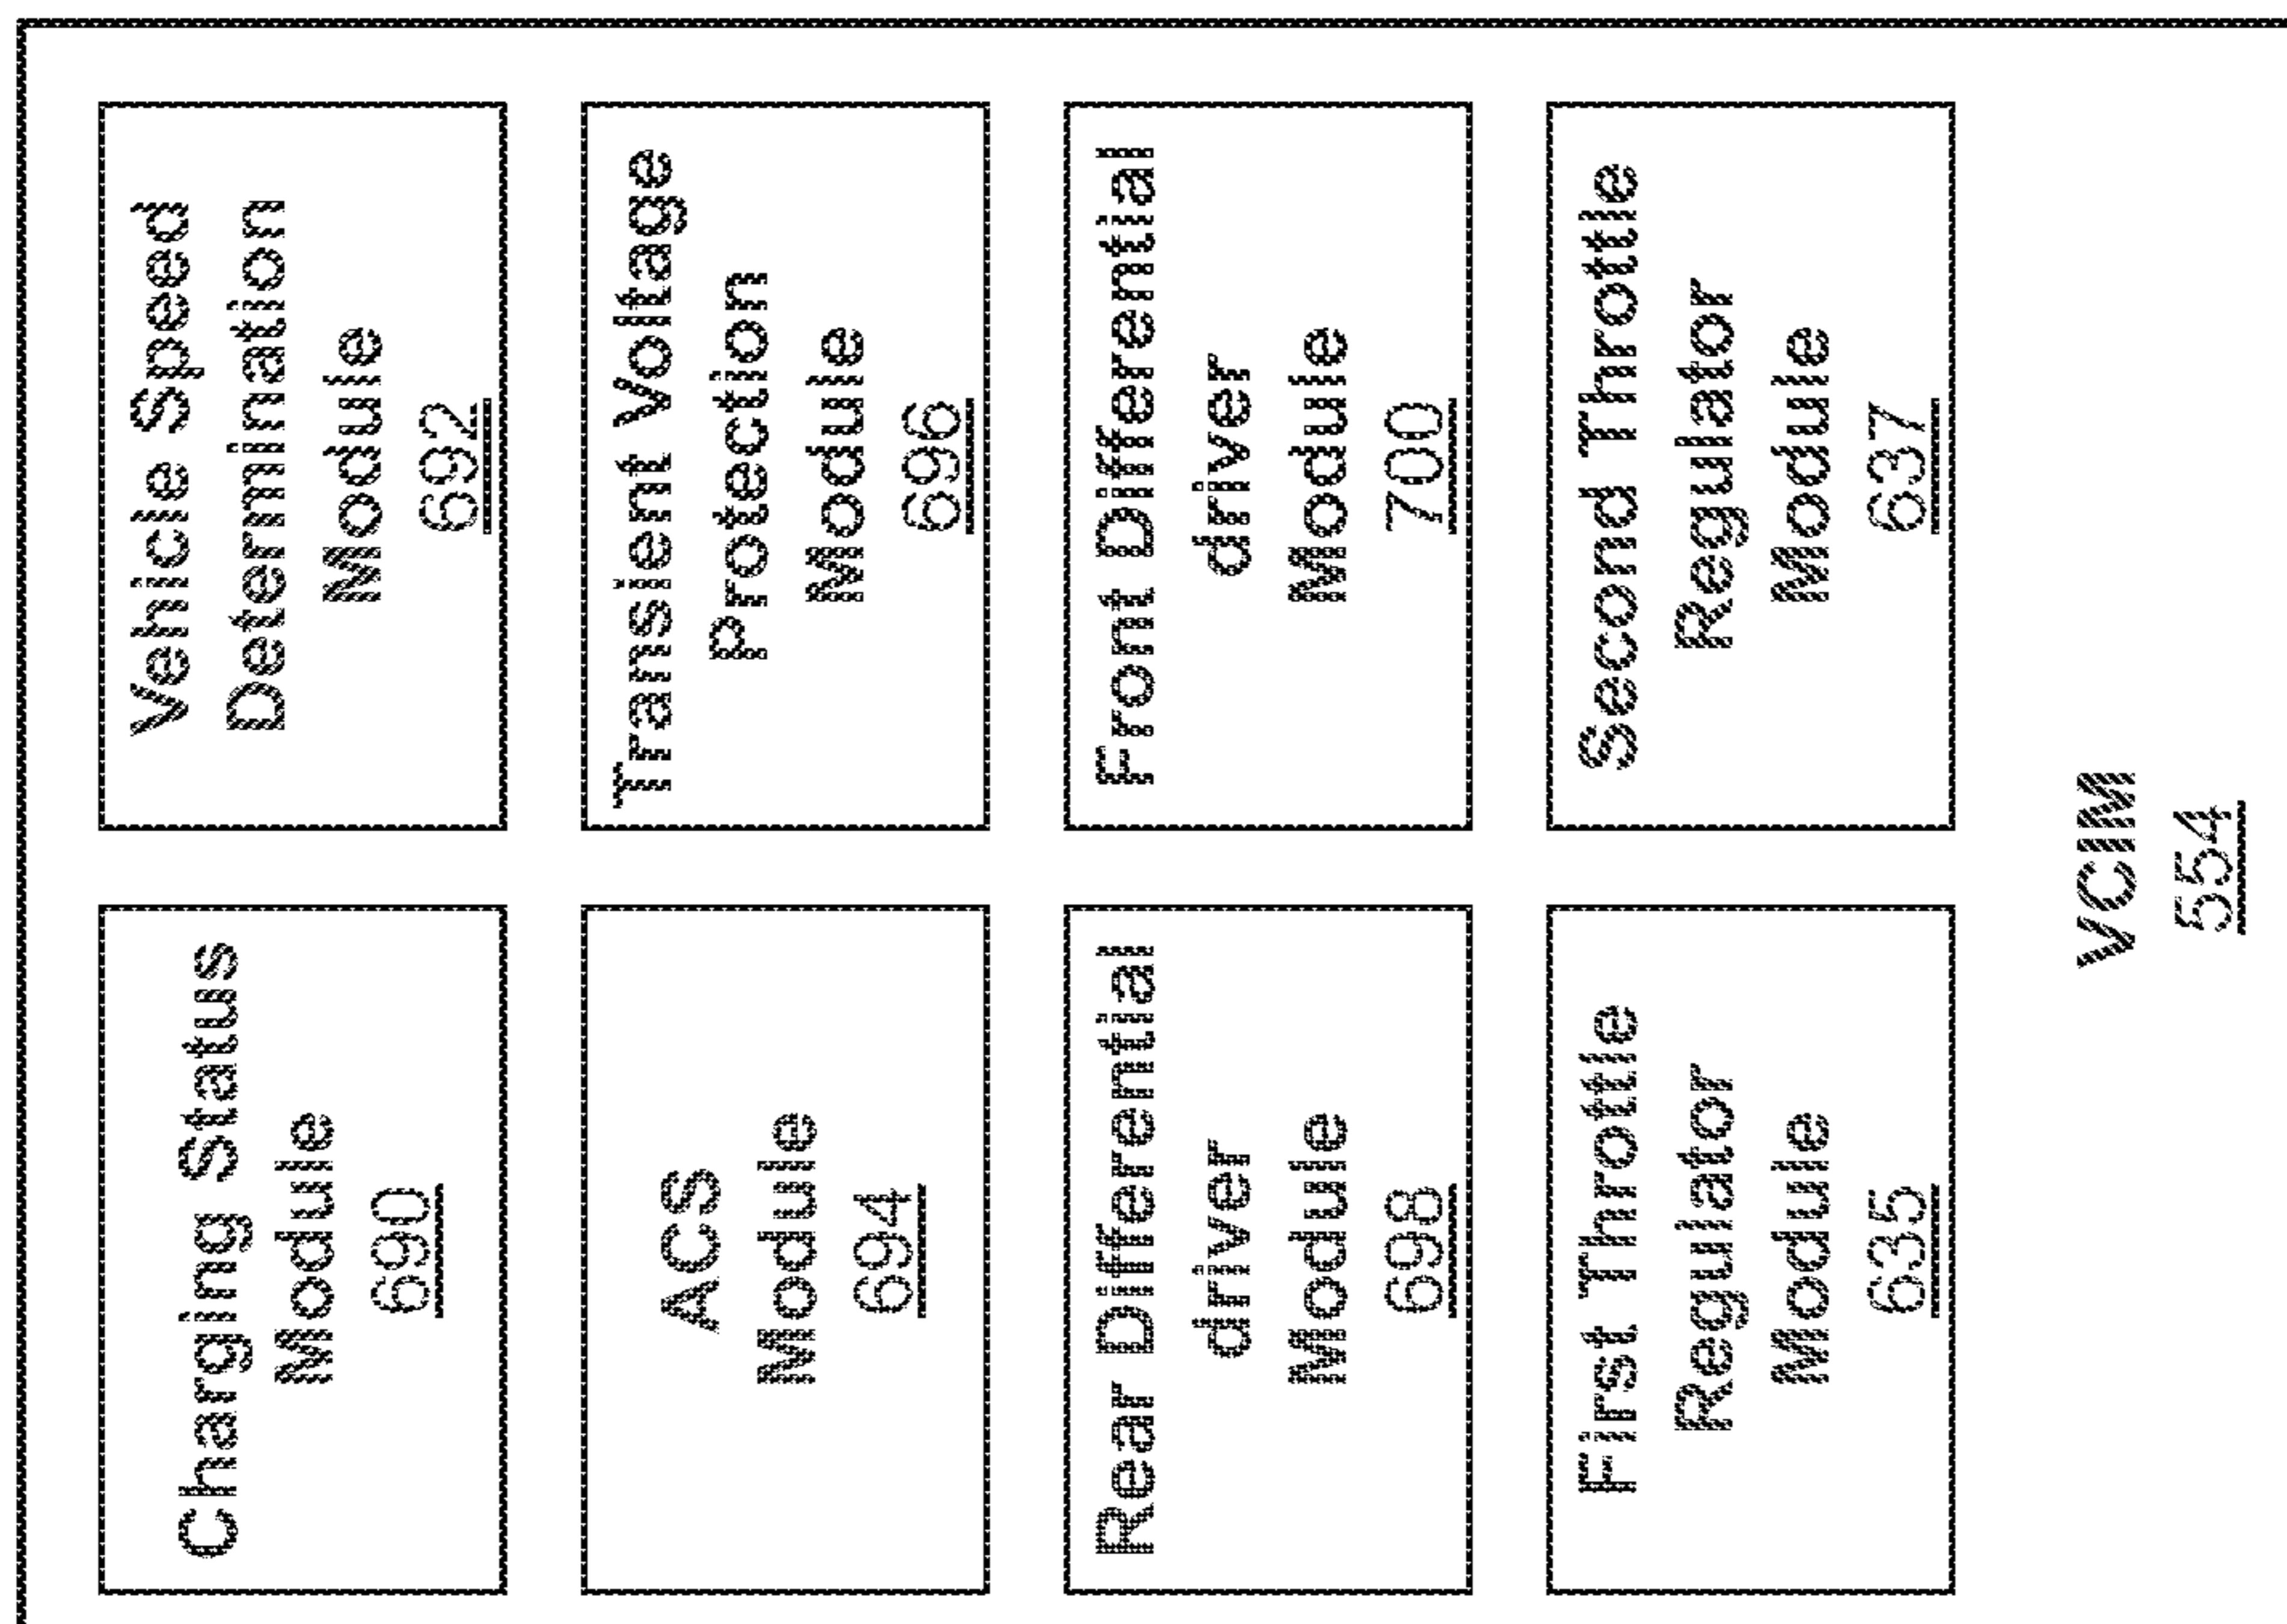 Charging Status
Module
690
Vehicle Speed
Determination
Module
692
ACS
Module
694
Transient Voltage
Protection
Module
696
Rear Differential
driver
Module
698
Front Differential
driver
Module
700
First Throttle
Regulator
Module
635
Second Throttle
Regulator
Module
637
VCIM
554